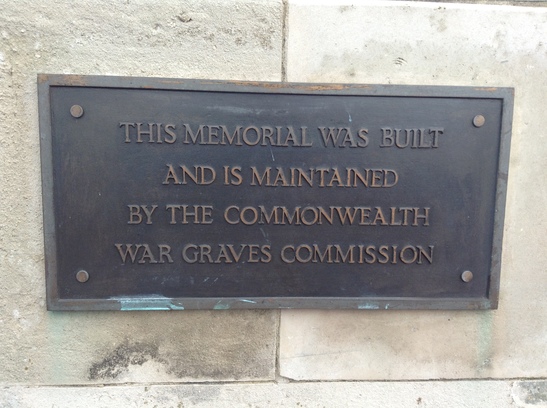 THIS MEMORIAL WAS BUILT
AND IS MAINTAINED
BY THE COMMONWEALTH
WAR GRAVES COMMISSION